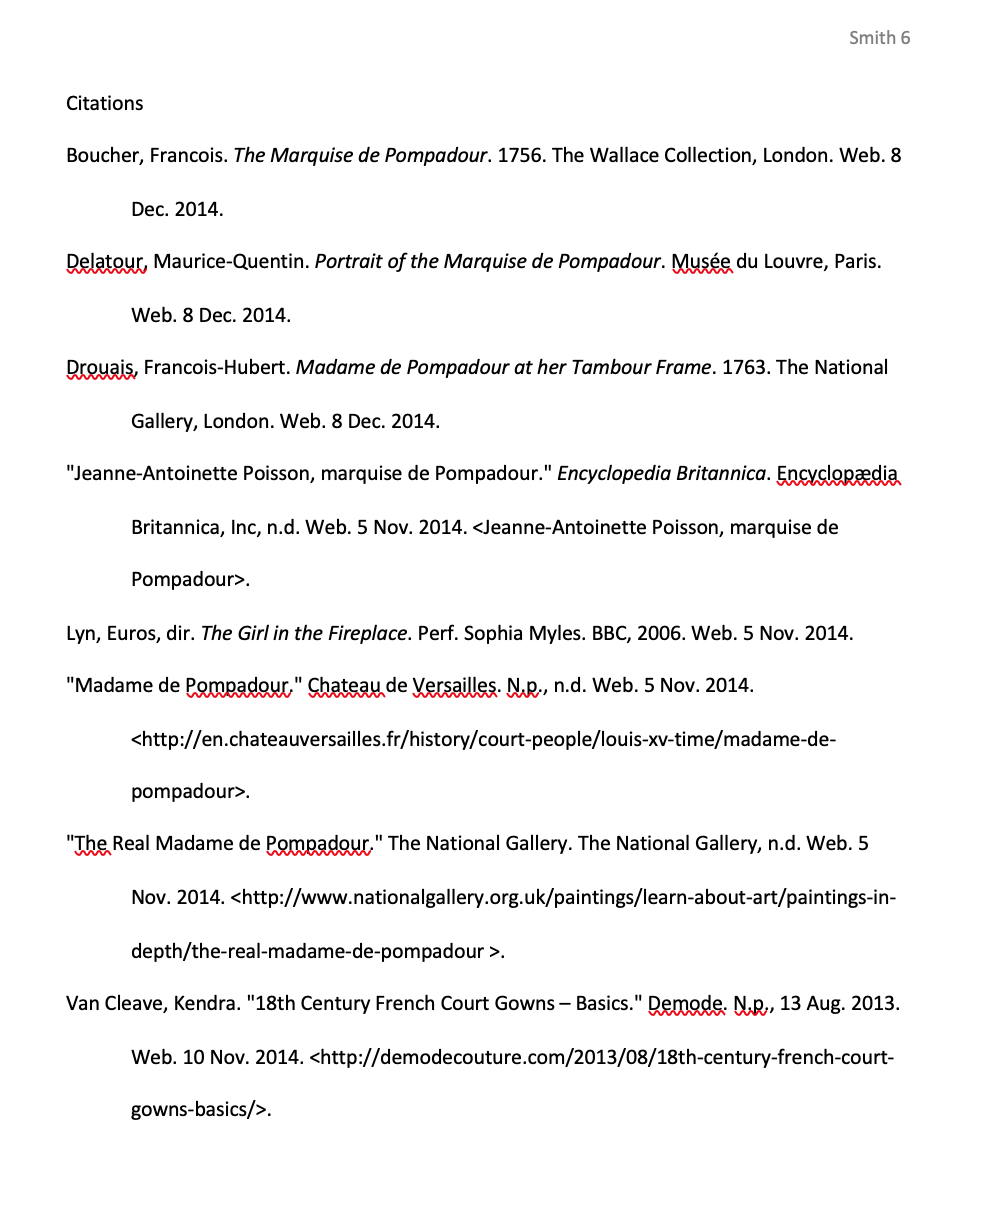 Smith 6
Citations
Boucher, Francois. The Marquise de Pompadour. 1756. The Wallace Collection, London. Web. 8
Dec. 2014.
Delatour, Maurice-Quentin. Portrait of the Marquise de Pompadour. Musée du Louvre, Paris.
Web. 8 Dec. 2014.
Drouais, Francois-Hubert. Madame de Pompadour at her Tambour Frame. 1763. The National
Gallery, London. Web. 8 Dec. 2014.
"Jeanne-Antoinette Poisson, marquise de Pompadour." Encyclopedia Britannica. Encyclopædia
Britannica, Inc, n.d. Web. 5 Nov. 2014. <Jeanne-Antoinette Poisson, marquise de
Pompadour>.
Lyn, Euros, dir. The Girl in the Fireplace. Perf. Sophia Myles. BBC, 2006. Web. 5 Nov. 2014.
"Madame de Pompadour." Chateau de Versailles. N.p., n.d. Web. 5 Nov. 2014.
<http://en.chateauversailles.fr/history/court-people/louis-xv-time/madame-de-
pompadour>.
"The Real Madame de Pompadour." The National Gallery. The National Gallery, n.d. Web. 5
Nov. 2014. <http://www.nationalgallery.org.uk/paintings/learn-about-art/paintings-in-
depth/the-real-madame-de-pompadour >.
Van Cleave, Kendra. "18th Century French Court Gowns – Basics." Demode. N.p., 13 Aug. 2013.
Web. 10 Nov. 2014. <http://demodecouture.com/2013/08/18th-century-french-court-
gowns-basics/>.